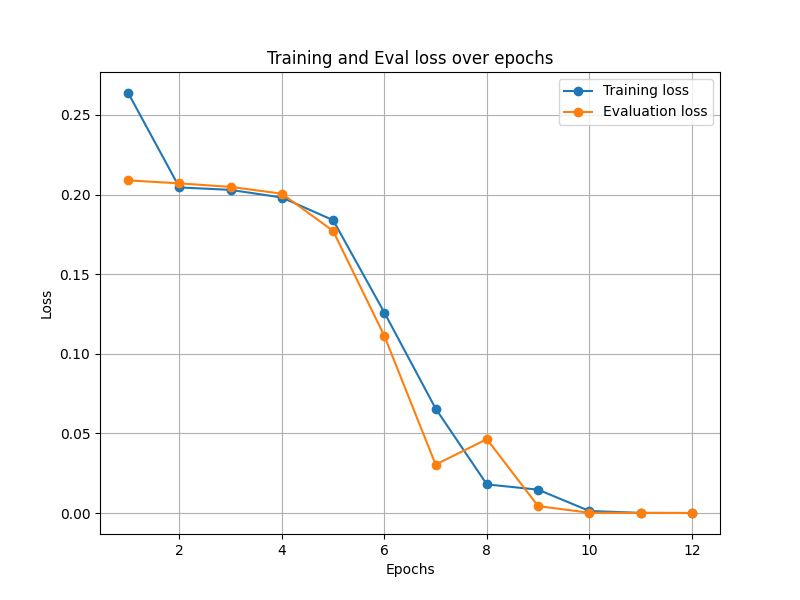 Training and Eval loss over epochs
Training loss
Evaluation loss
0.25
0.20
0.15
0.10
0.05
0.00
Loss
2 4 6 8 10 12
Epochs